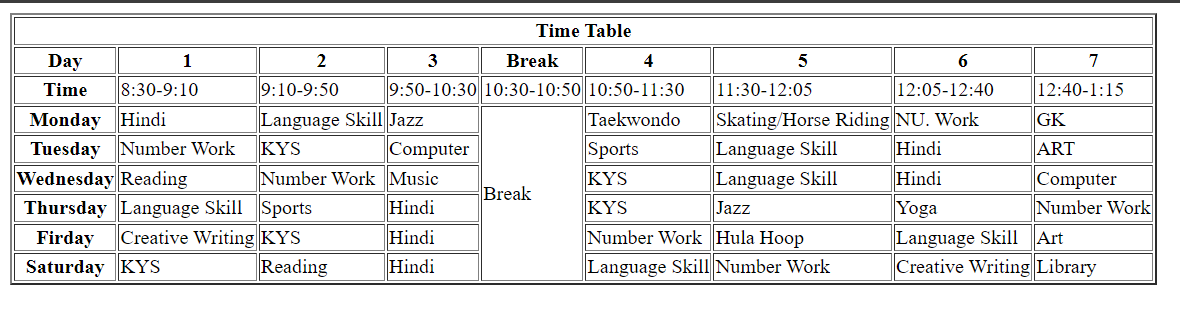 Time Table
Day 1 2 3 Break 4 5 6 7
Time 8:30-9:10 9:10-9:50 9:50-10:30 10:30-10:50 10:50-11:30 11:30-12:05 12:05-12:40 12:40-1:15
Monday Hindi Language Skill Jazz Taekwondo Skating/Horse Riding NU. Work GK
Tuesday Number Work KYS Computer Sports Language Skill Hindi ART
Wednesday Reading Number Work Music KYS Language Skill Hindi Computer
Break
Thursday Language Skill Sports Hindi KYS Jazz Yoga Number Work
Firday Creative Writing KYS Hindi Number Work Hula Hoop Language Skill Art
Saturday KYS Reading Hindi Language Skill Number Work Creative Writing Library